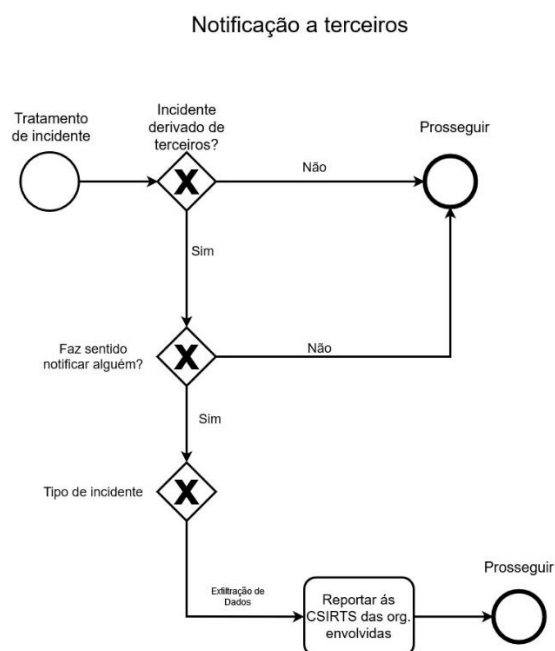 Notificação a terceiros
Tratamento
de incidente
Incidente
derivado de
terceiros?
Prosseguir
Não
Sim
Faz sentido
notificar alguém?
Não
Sim
Tipo de incidente
Exfiltração de
Dados
Reportar ás
CSIRTS das org.
envolvidas
Prosseguir